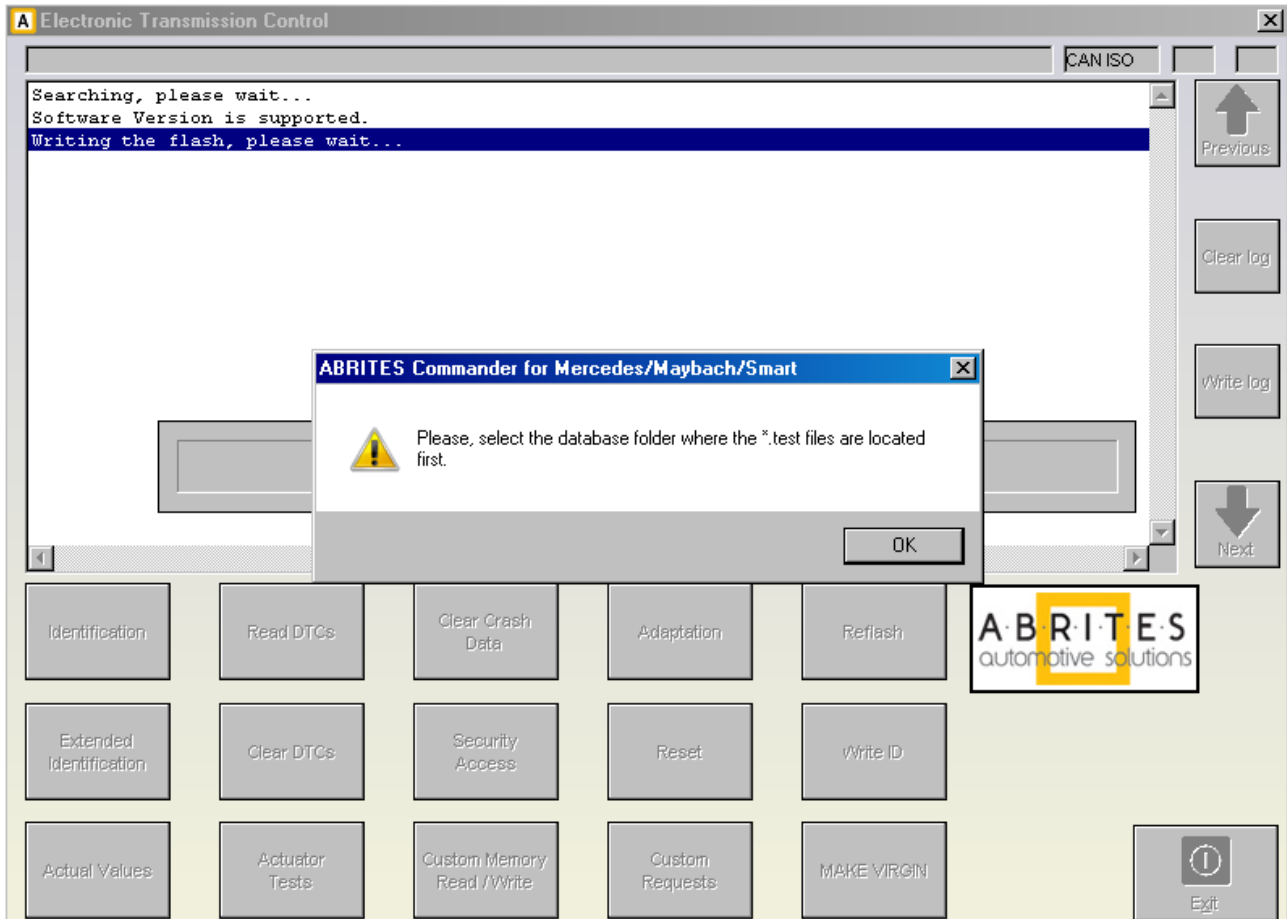 A Electronic Transmission Control
CAN ISO
Searching, please wait...
Software Version is supported.
Writing the flash, please wait...
Previous
Clear log
Write log
Next
ABRITES Commander for Mercedes/Maybach/Smart
Please, select the database folder where the *.test files are located
first.
OK
Identification
Read DTCs
Clear Crash
Data
Adaptation
Reflash
A·B·R·I·T·E·S
automotive solutions
Extended
Identification
Clear DTCs
Security
Access
Reset
Write ID
Actual Values
Actuator
Tests
Custom Memory
Read / Write
Custom
Requests
MAKE VIRGIN
Exit